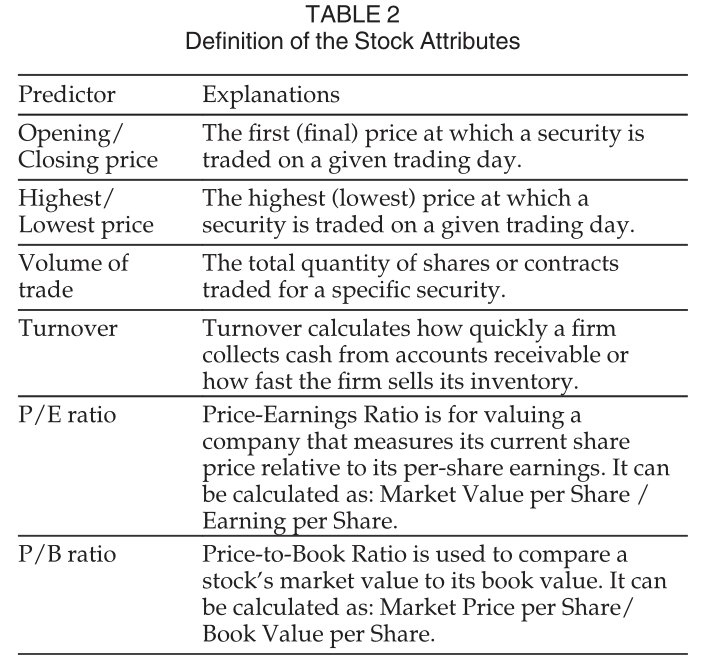 TABLE 2
Definition of the Stock Attributes
Predictor Explanations
Opening/ The first (final) price at which a security is
Closing price traded on a given trading day.
Highest/ The highest (lowest) price at which a
Lowest price security is traded on a given trading day.
Volume of The total quantity of shares or contracts
trade traded for a specific security.
Turnover Turnover calculates how quickly a firm
collects cash from accounts receivable or
how fast the firm sells its inventory.
P/E ratio Price-Earnings Ratio is for valuing a
company that measures its current share
price relative to its per-share earnings. It can
be calculated as: Market Value per Share /
Earning per Share.
P/B ratio Price-to-Book Ratio is used to compare a
stock's market value to its book value. It can
be calculated as: Market Price per Share/
Book Value per Share.